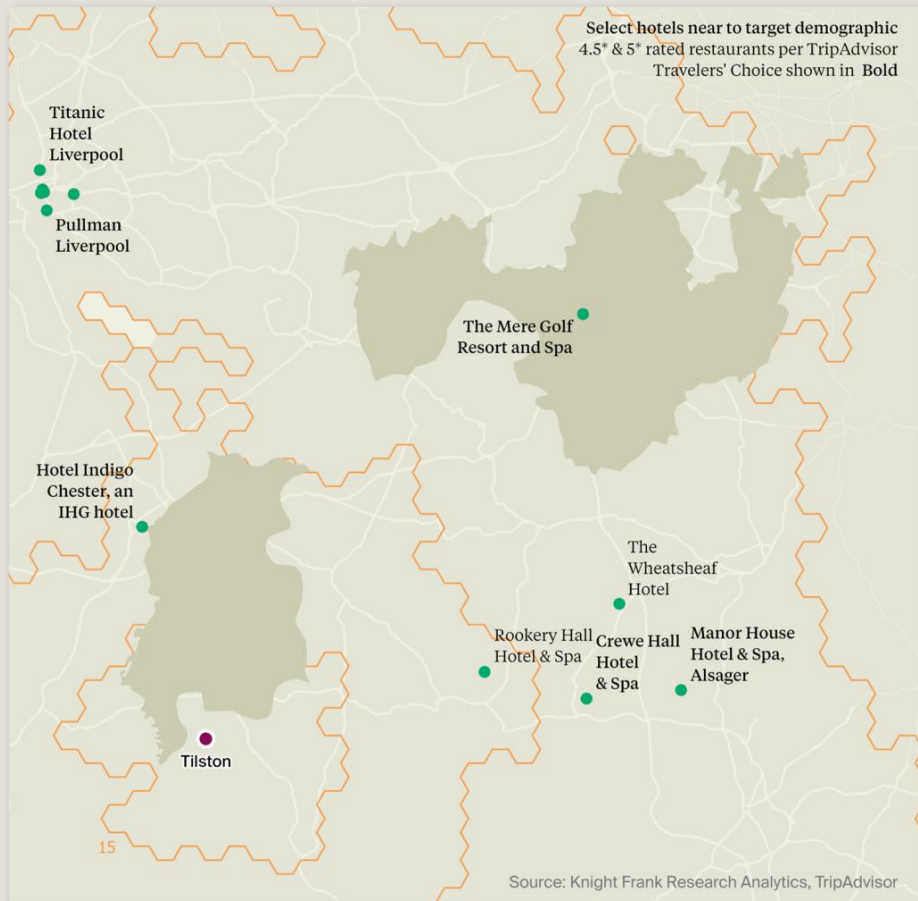 Select hotels near to target demographic
4.5* & 5* rated restaurants per TripAdvisor
Travelers' Choice shown in Bold
Titanic
Hotel
Liverpool
Pullman
Liverpool
The Mere Golf
Resort and Spa
Hotel Indigo
Chester, an
IHG hotel
The
Wheatsheaf
Hotel
Rookery Hall
Hotel & Spa
Crewe Hall
Hotel
& Spa
Manor House
Hotel & Spa,
Alsager
Tilston
15
Source: Knight Frank Research Analytics, TripAdvisor